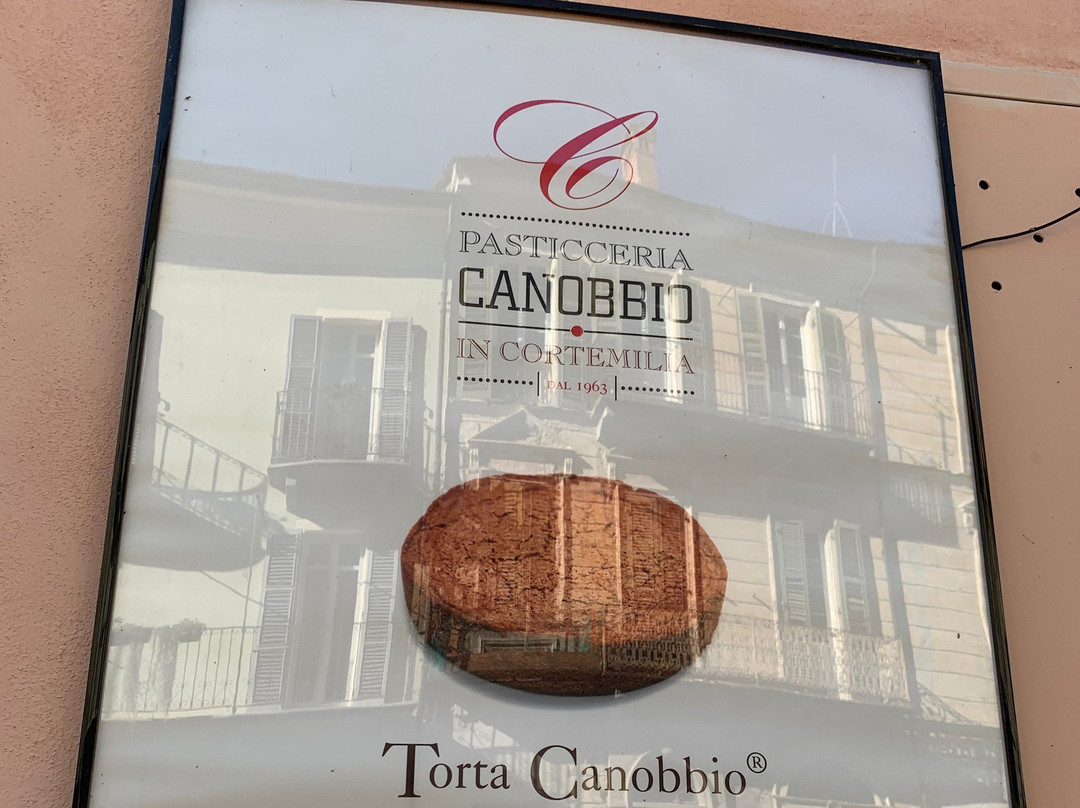 C
PASTICCERIA
CANOBBIO
IN CORTEMILIA
DAL 1963
Torta Canobbio®